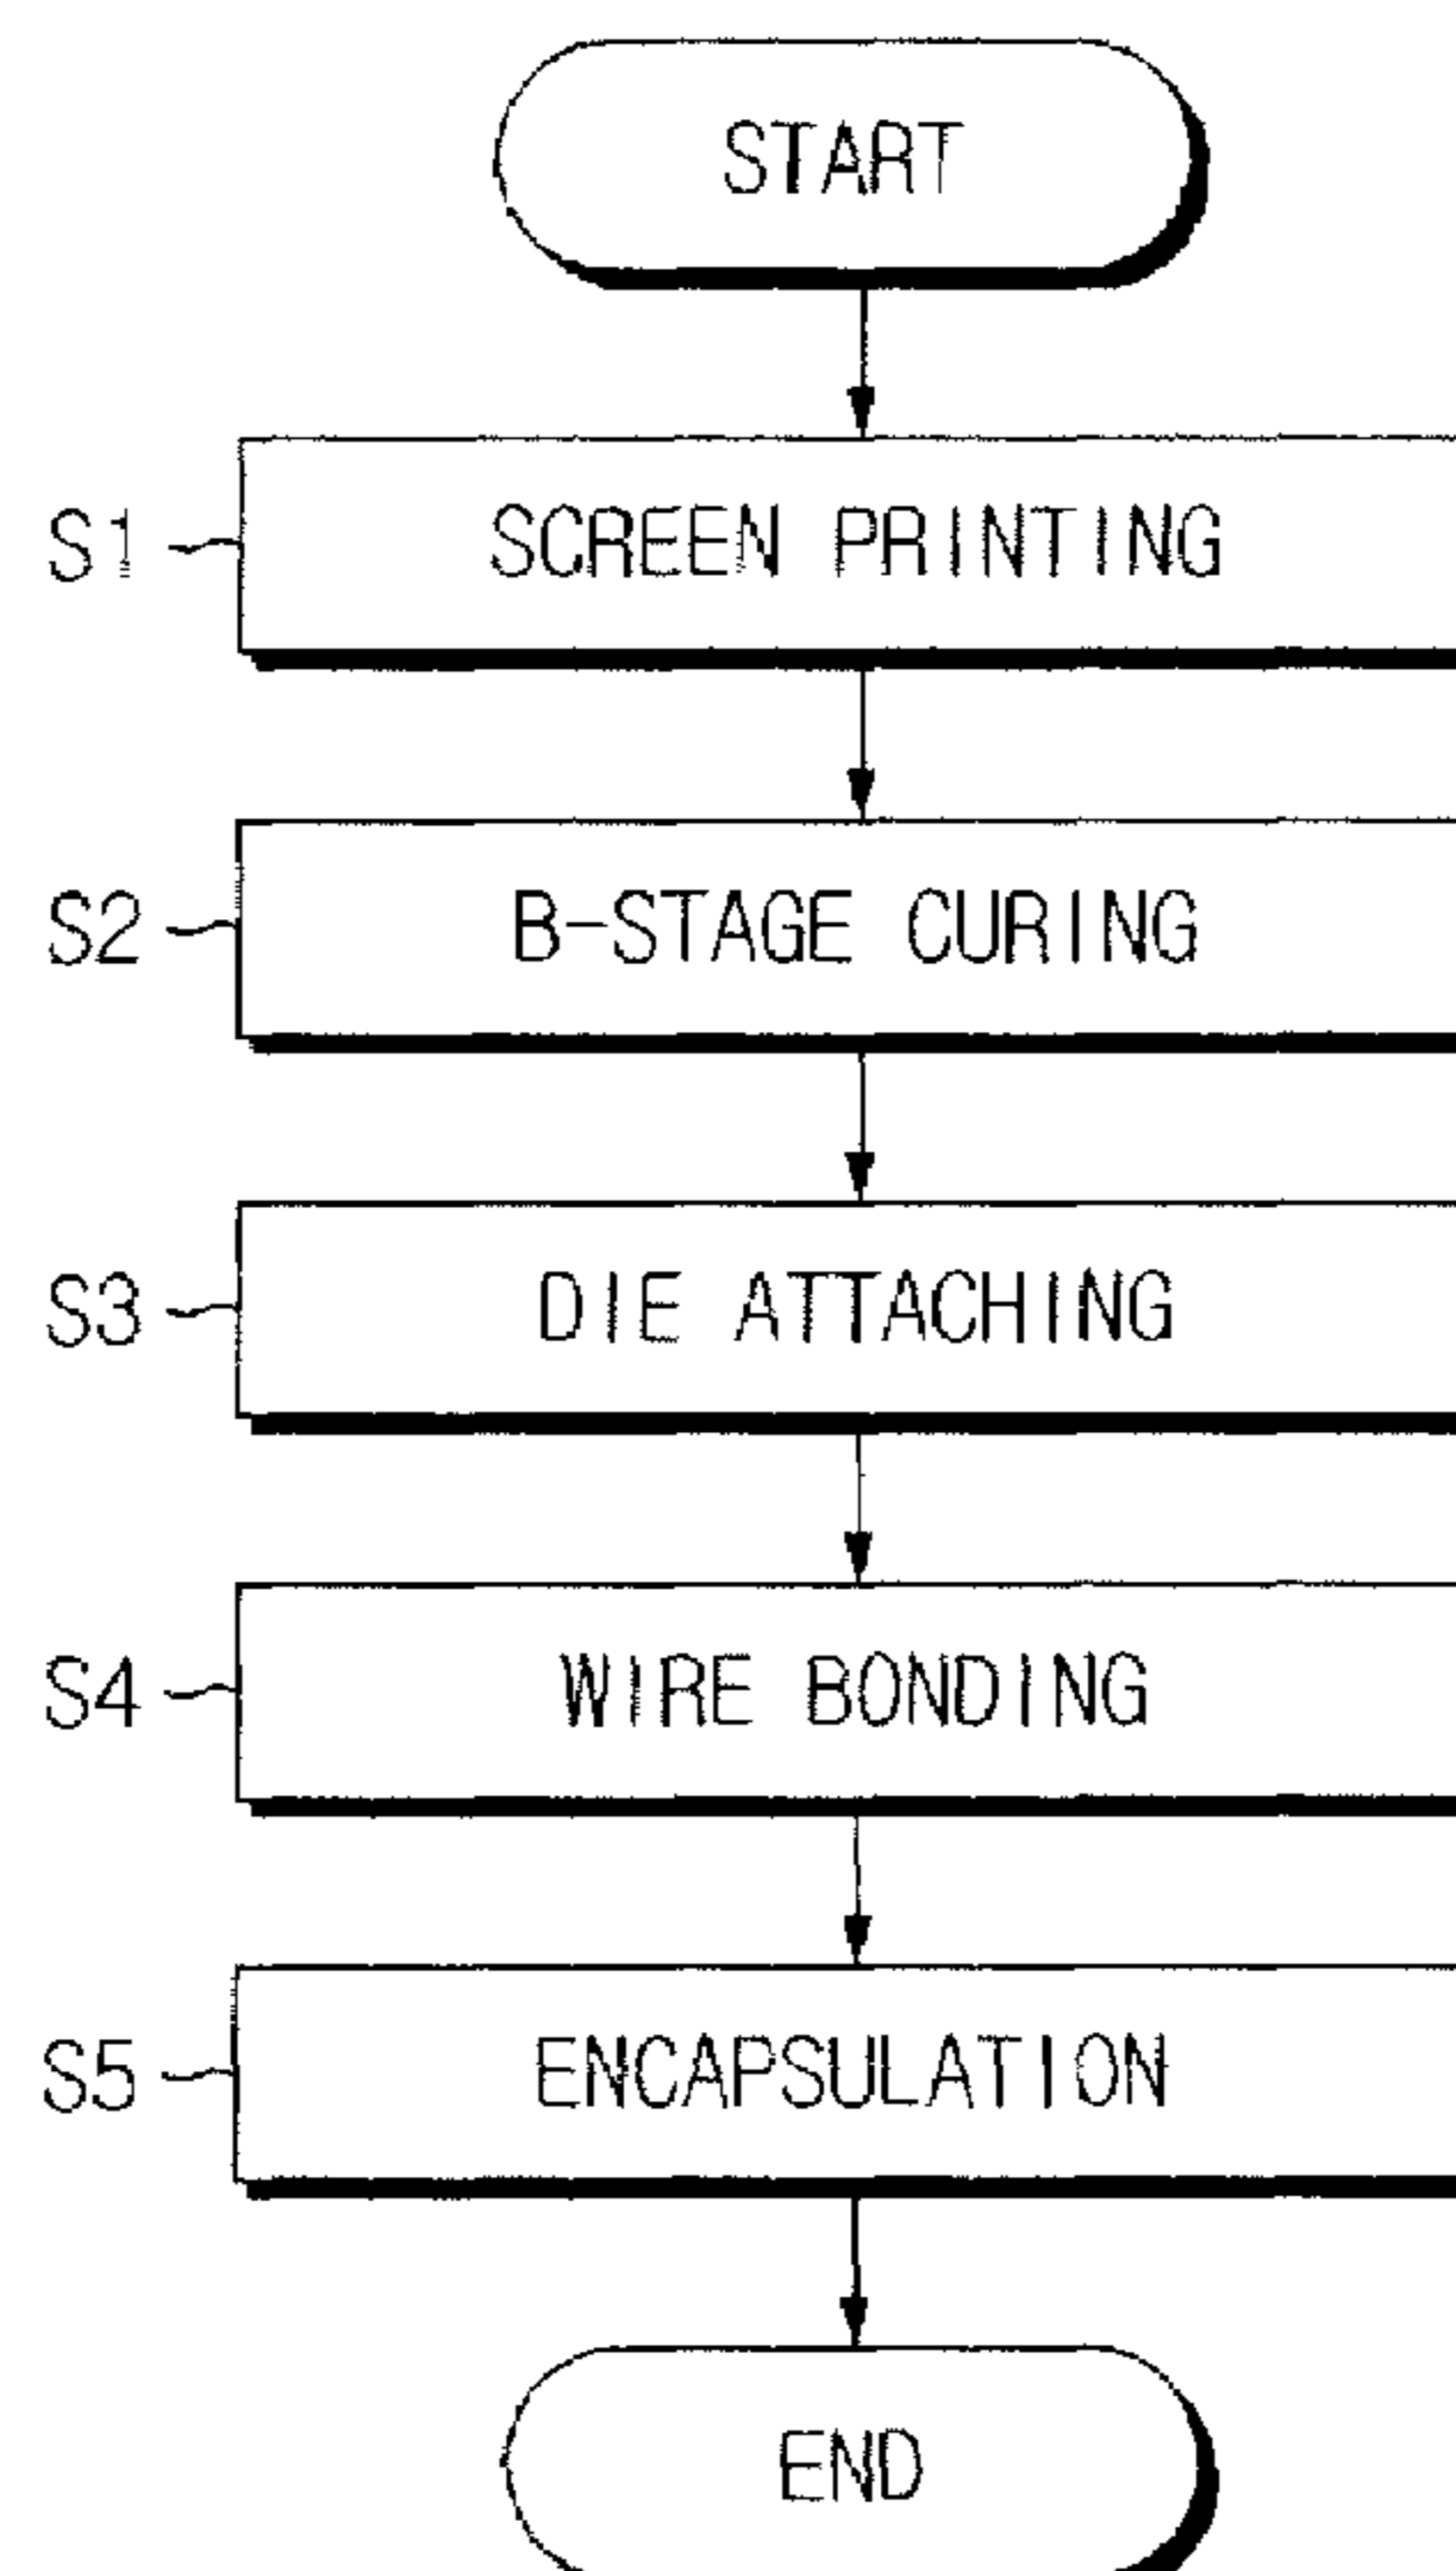 START
S1 SCREEN PRINTING
S2 B-STAGE CURING
S3 DIE ATTACHING
S4 WIRE BONDING
S5 ENCAPSULATION
END